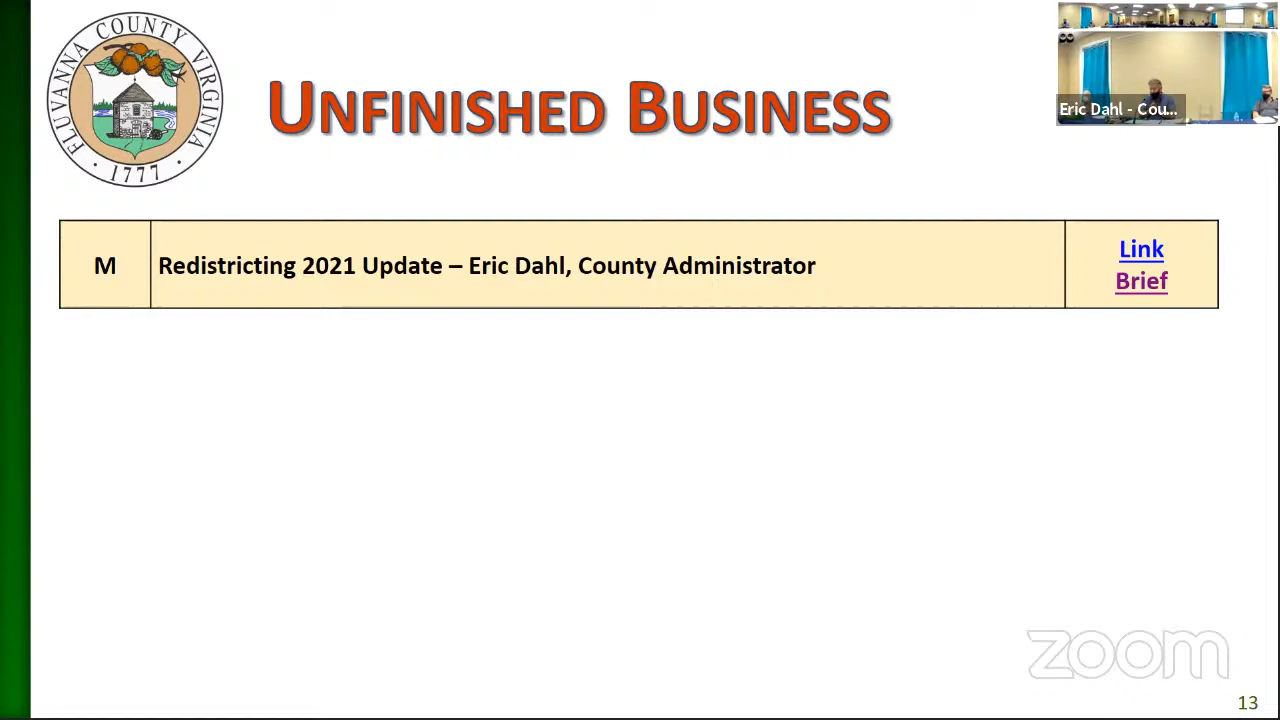 FLUVANNA COUNTY VIRGINIA
· 1777 ·
UNFINISHED BUSINESS
Eric Dahl - Cou...
M
Redistricting 2021 Update – Eric Dahl, County Administrator
Link
Brief
zoom
13